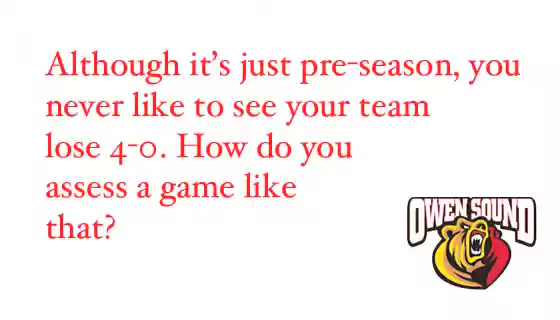 Although it’s just pre-season, you
never like to see your team
lose 4-0. How do you
assess a game like
that?
OWEN SOUND